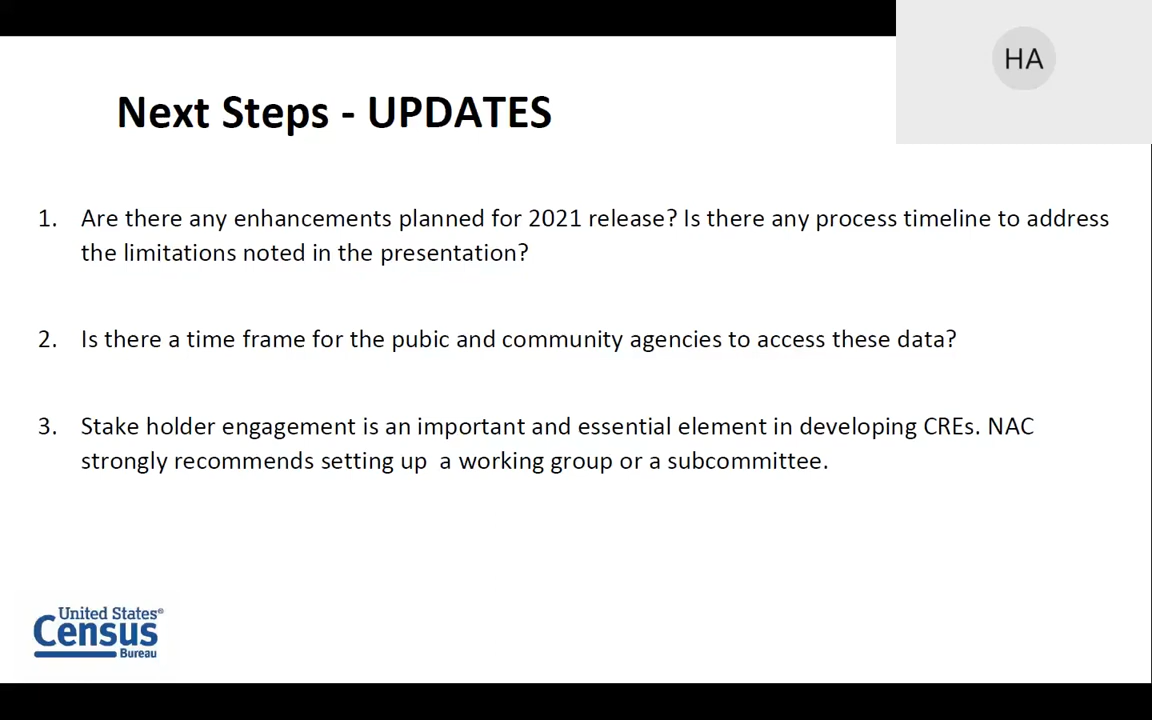 HA
Next Steps - UPDATES
1. Are there any enhancements planned for 2021 release? Is there any process timeline to address
the limitations noted in the presentation?
2. Is there a time frame for the pubic and community agencies to access these data?
3. Stake holder engagement is an important and essential element in developing CREs. NAC
strongly recommends setting up  a working group or a subcommittee.
United States®
Census
Bureau